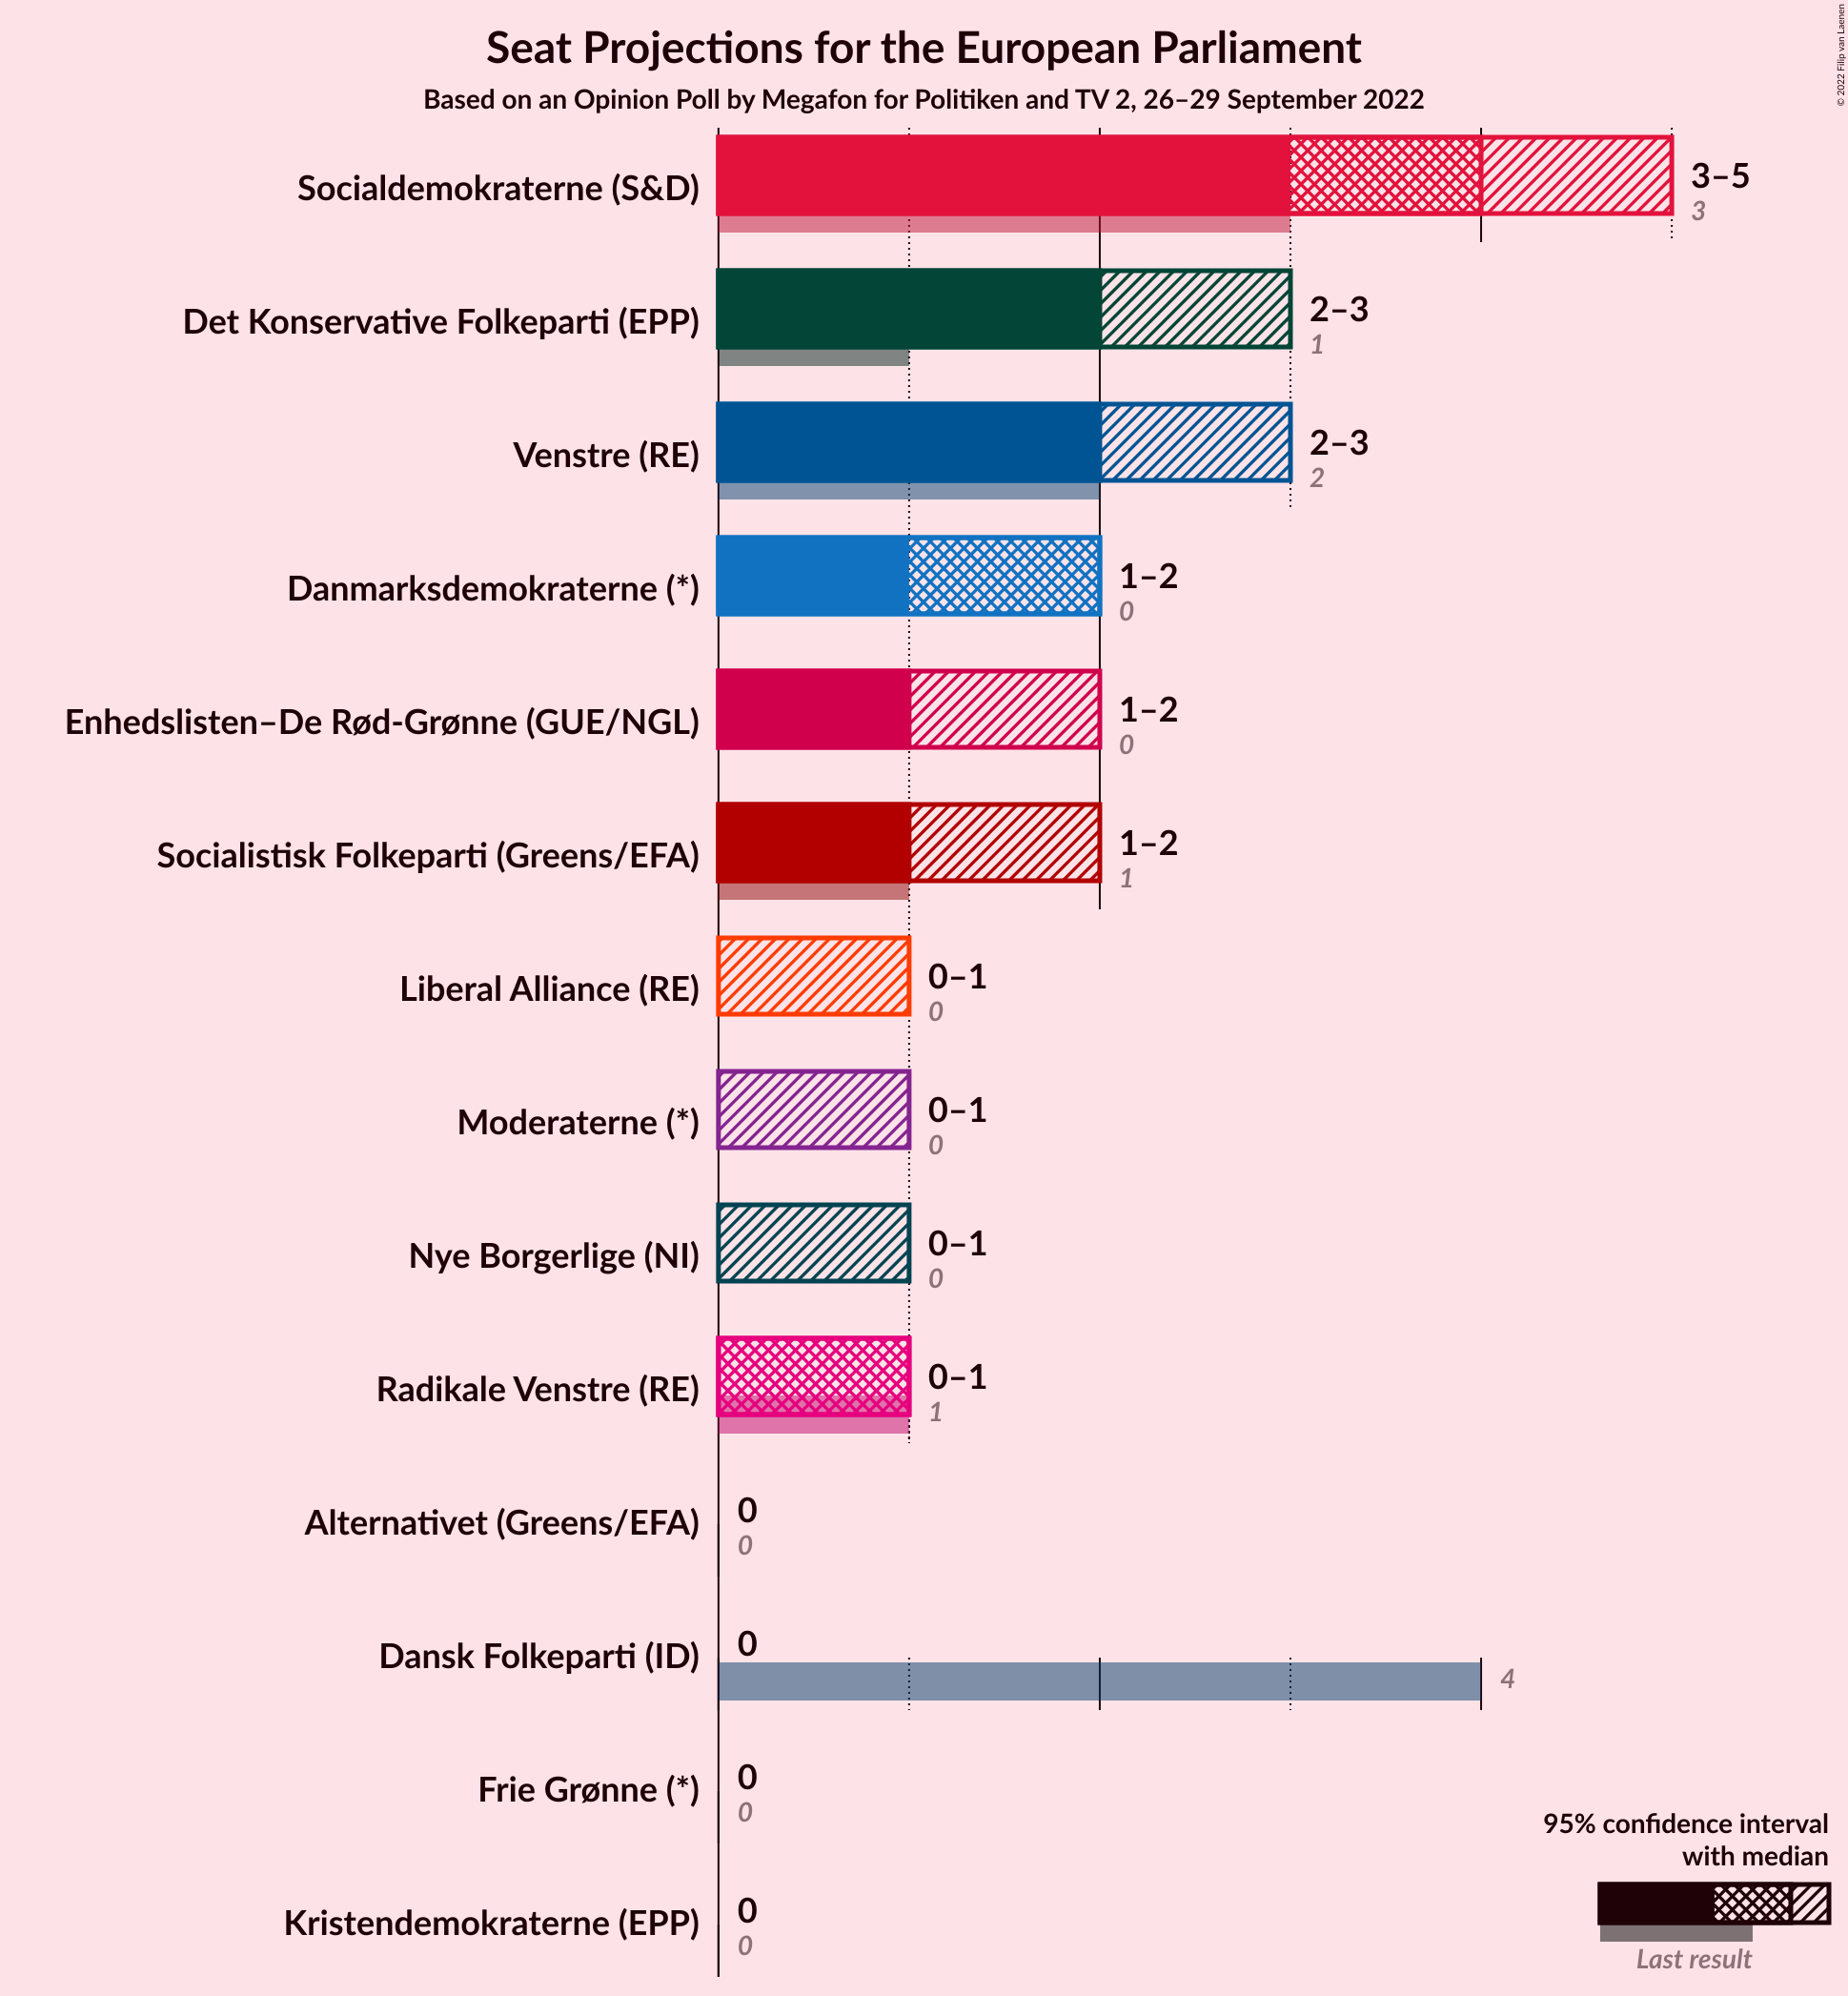 Seat Projections for the European Parliament
Based on an Opinion Poll by Megafon for Politiken and TV 2, 26–29 September 2022
© 2022 Filip van Laenen
Socialdemokraterne (S&D)
3–5
3
Det Konservative Folkeparti (EPP)
2–3
1
Venstre (RE)
2–3
2
Danmarksdemokraterne (*)
1–2
0
Enhedslisten–De Rød-Grønne (GUE/NGL)
1–2
0
Socialistisk Folkeparti (Greens/EFA)
1–2
1
Liberal Alliance (RE)
0–1
0
Moderaterne (*)
0–1
0
Nye Borgerlige (NI)
0–1
0
Radikale Venstre (RE)
0–1
1
Alternativet (Greens/EFA)
0
0
Dansk Folkeparti (ID)
0
4
Frie Grønne (*)
0
0
Kristendemokraterne (EPP)
0
0
95% confidence interval
with median
Last result